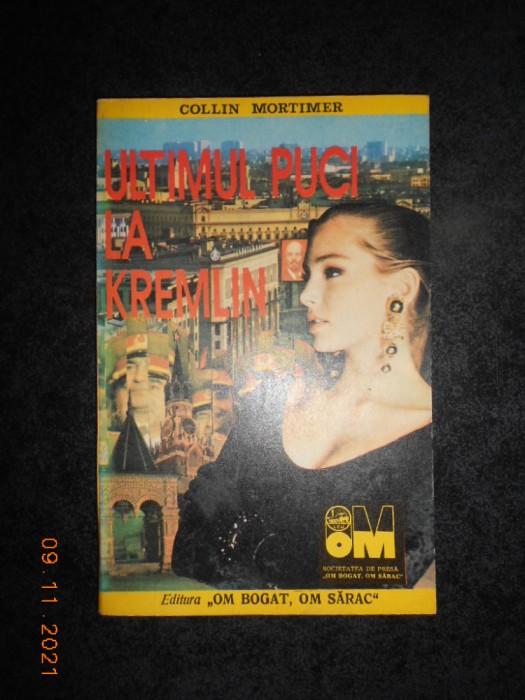 COLLIN MORTIMER
ULTIMUL PUCI
LA
KREMLIN
OM
SOCIETATEA DE PRESĂ
„OM BOGAT, OM SĂRAC“
Editura „OM BOGAT, OM SĂRAC“
09.11.2021